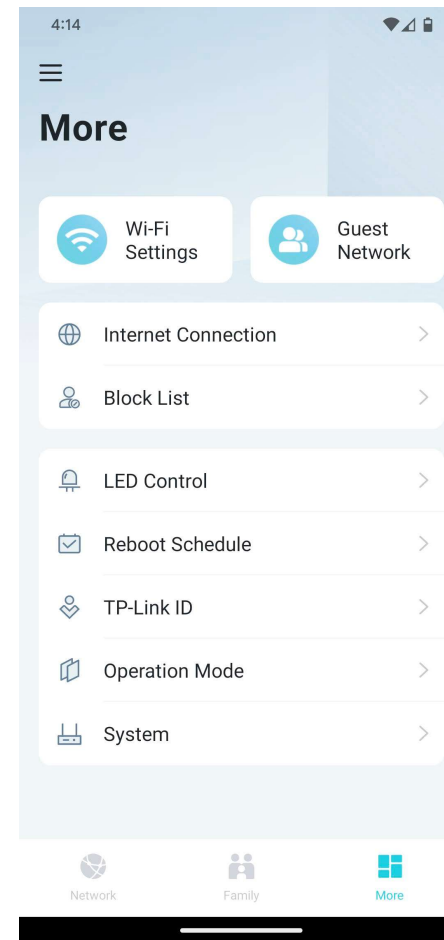 4:14
More
Wi-Fi
Settings
Guest
Network
Internet Connection
Block List
LED Control
Reboot Schedule
TP-Link ID
Operation Mode
System
Network
Family
More